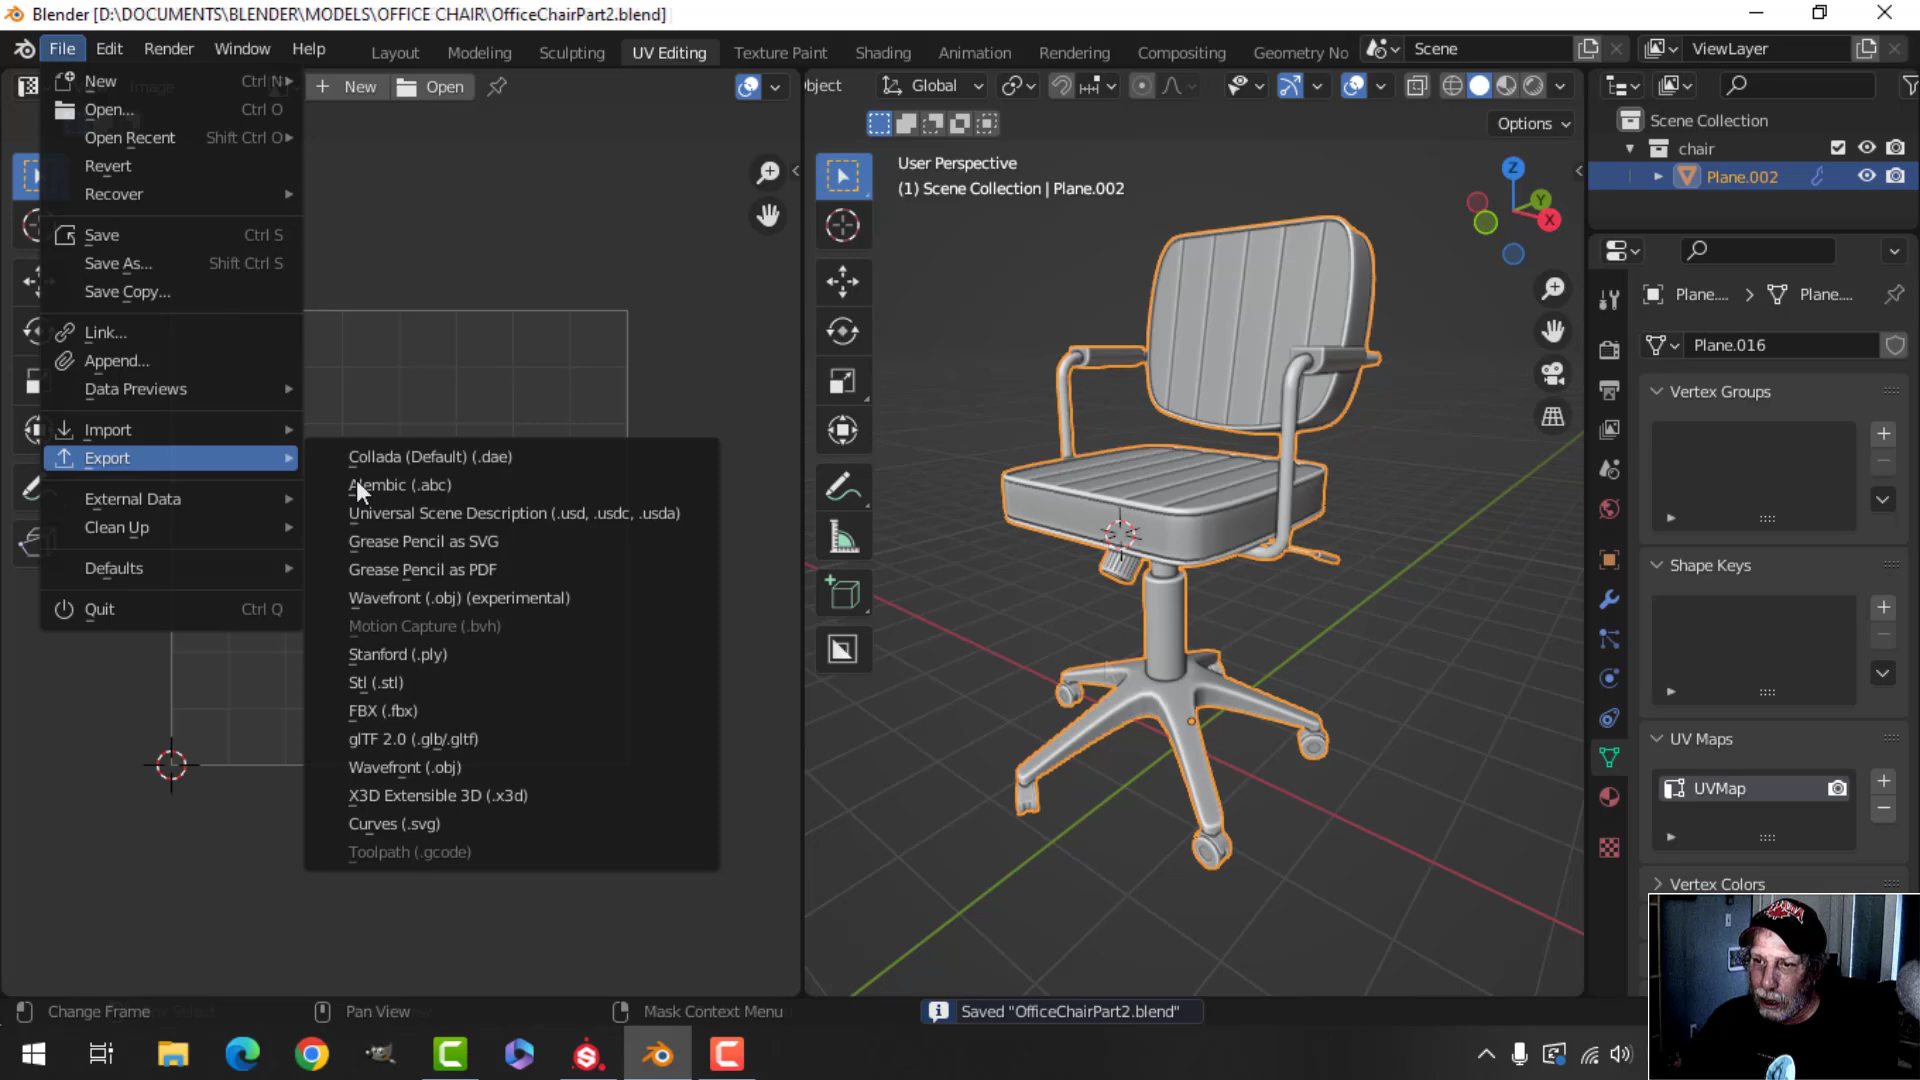 Blender [D:\DOCUMENTS\BLENDER\MODELS\OFFICE CHAIR\OfficeChairPart2.blend]
File Edit Render Window Help Layout Modeling Sculpting UV Editing Texture Paint Shading Animation Rendering Compositing Geometry No Scene ViewLayer
New Ctrl N
Open... Ctrl O
Open Recent Shift Ctrl O
Revert
Recover
Save Ctrl S
Save As... Shift Ctrl S
Save Copy...
Link...
Append...
Data Previews
Import
Export
External Data
Clean Up
Defaults
Quit Ctrl Q
Collada (Default) (.dae)
Alembic (.abc)
Universal Scene Description (.usd, .usdc, .usda)
Grease Pencil as SVG
Grease Pencil as PDF
Wavefront (.obj) (experimental)
Motion Capture (.bvh)
Stanford (.ply)
Stl (.stl)
FBX (.fbx)
glTF 2.0 (.glb/.gltf)
Wavefront (.obj)
X3D Extensible 3D (.x3d)
Curves (.svg)
Toolpath (.gcode)
Image
New Open
bject Global
Options
User Perspective
(1) Scene Collection | Plane.002
Z
Y
X
Scene Collection
chair
Plane.002
Plane.... Plane....
Plane.016
Vertex Groups
Shape Keys
UV Maps
UVMap
Vertex Colors
Change Frame Pan View Mask Context Menu Saved "OfficeChairPart2.blend"